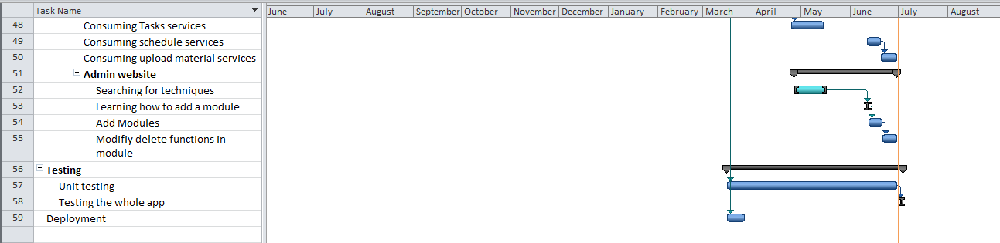 Task Name
June July August September October November December January February March April May June July August
48 Consuming Tasks services
49 Consuming schedule services
50 Consuming upload material services
51 Admin website
52 Searching for techniques
53 Learning how to add a module
54 Add Modules
55 Modifiy delete functions in
module
56 Testing
57 Unit testing
58 Testing the whole app
59 Deployment